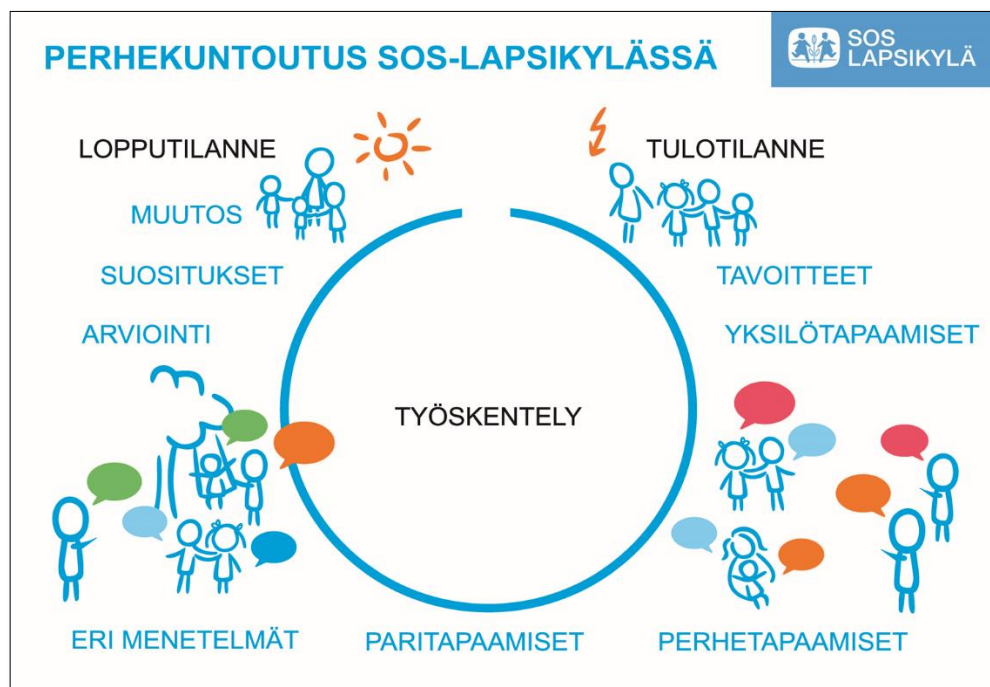 PERHEKUNTOUTUS SOS-LAPSIKYLÄSSÄ
SOS
LAPSIKYLÄ
LOPPUTILANNE
TULOTILANNE
MUUTOS
SUOSITUKSET
TAVOITTEET
ARVIOINTI
YKSILÖTAPAAMISET
TYÖSKENTELY
ERI MENETELMÄT
PARITAPAAMISET
PERHETAPAAMISET